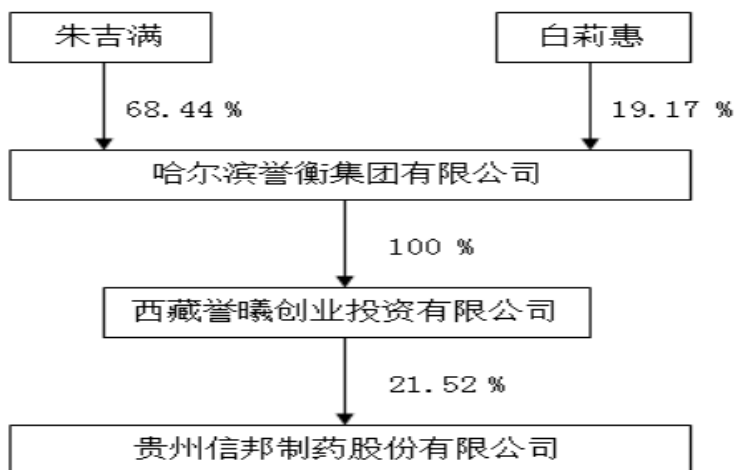 朱吉满
白莉惠
68.44 %
19.17 %
哈尔滨誉衡集团有限公司
100 %
西藏誉曦创业投资有限公司
21.52 %
贵州信邦制药股份有限公司